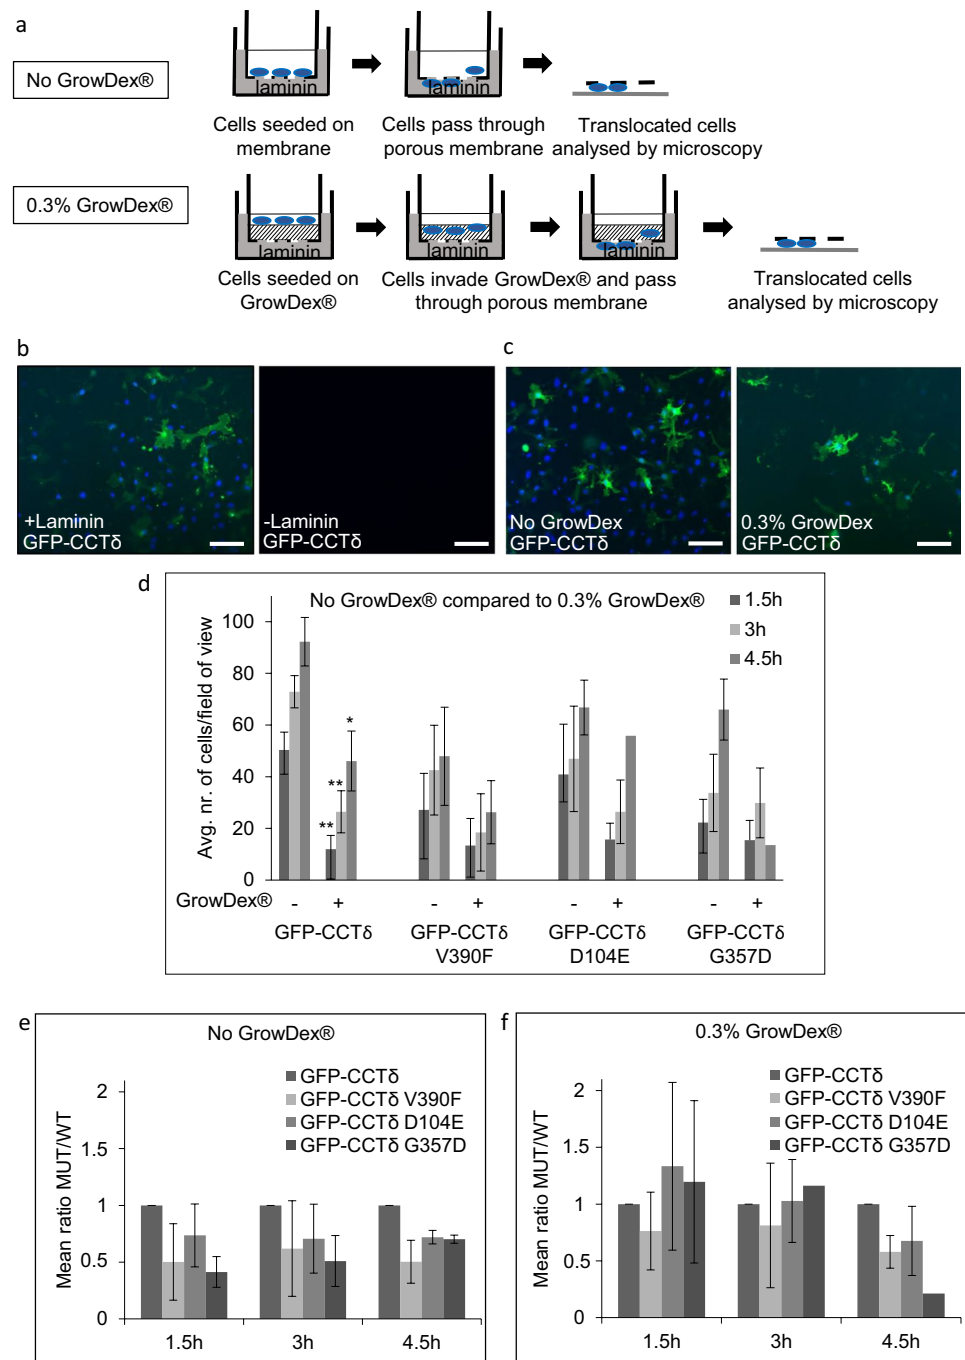 a
No GrowDex®
laminin
laminin
Cells seeded on
membrane
Cells pass through
porous membrane
Translocated cells
analysed by microscopy
0.3% GrowDex®
laminin
laminin
laminin
Cells seeded on
GrowDex®
Cells invade GrowDex® and pass
through porous membrane
Translocated cells
analysed by microscopy
b
+Laminin
GFP-CCTδ
-Laminin
GFP-CCTδ
c
No GrowDex
GFP-CCTδ
0.3% GrowDex
GFP-CCTδ
d
No GrowDex® compared to 0.3% GrowDex®
1.5h
3h
4.5h
Avg. nr. of cells/field of view
100
80
60
40
20
0
**
**
*
GrowDex®
- + - + - + - +
GFP-CCTδ
GFP-CCTδ
V390F
GFP-CCTδ
D104E
GFP-CCTδ
G357D
e
No GrowDex®
GFP-CCTδ
GFP-CCTδ V390F
GFP-CCTδ D104E
GFP-CCTδ G357D
Mean ratio MUT/WT
2
1.5
1
0.5
0
1.5h 3h 4.5h
f
0.3% GrowDex®
GFP-CCTδ
GFP-CCTδ V390F
GFP-CCTδ D104E
GFP-CCTδ G357D
Mean ratio MUT/WT
2
1.5
1
0.5
0
1.5h 3h 4.5h